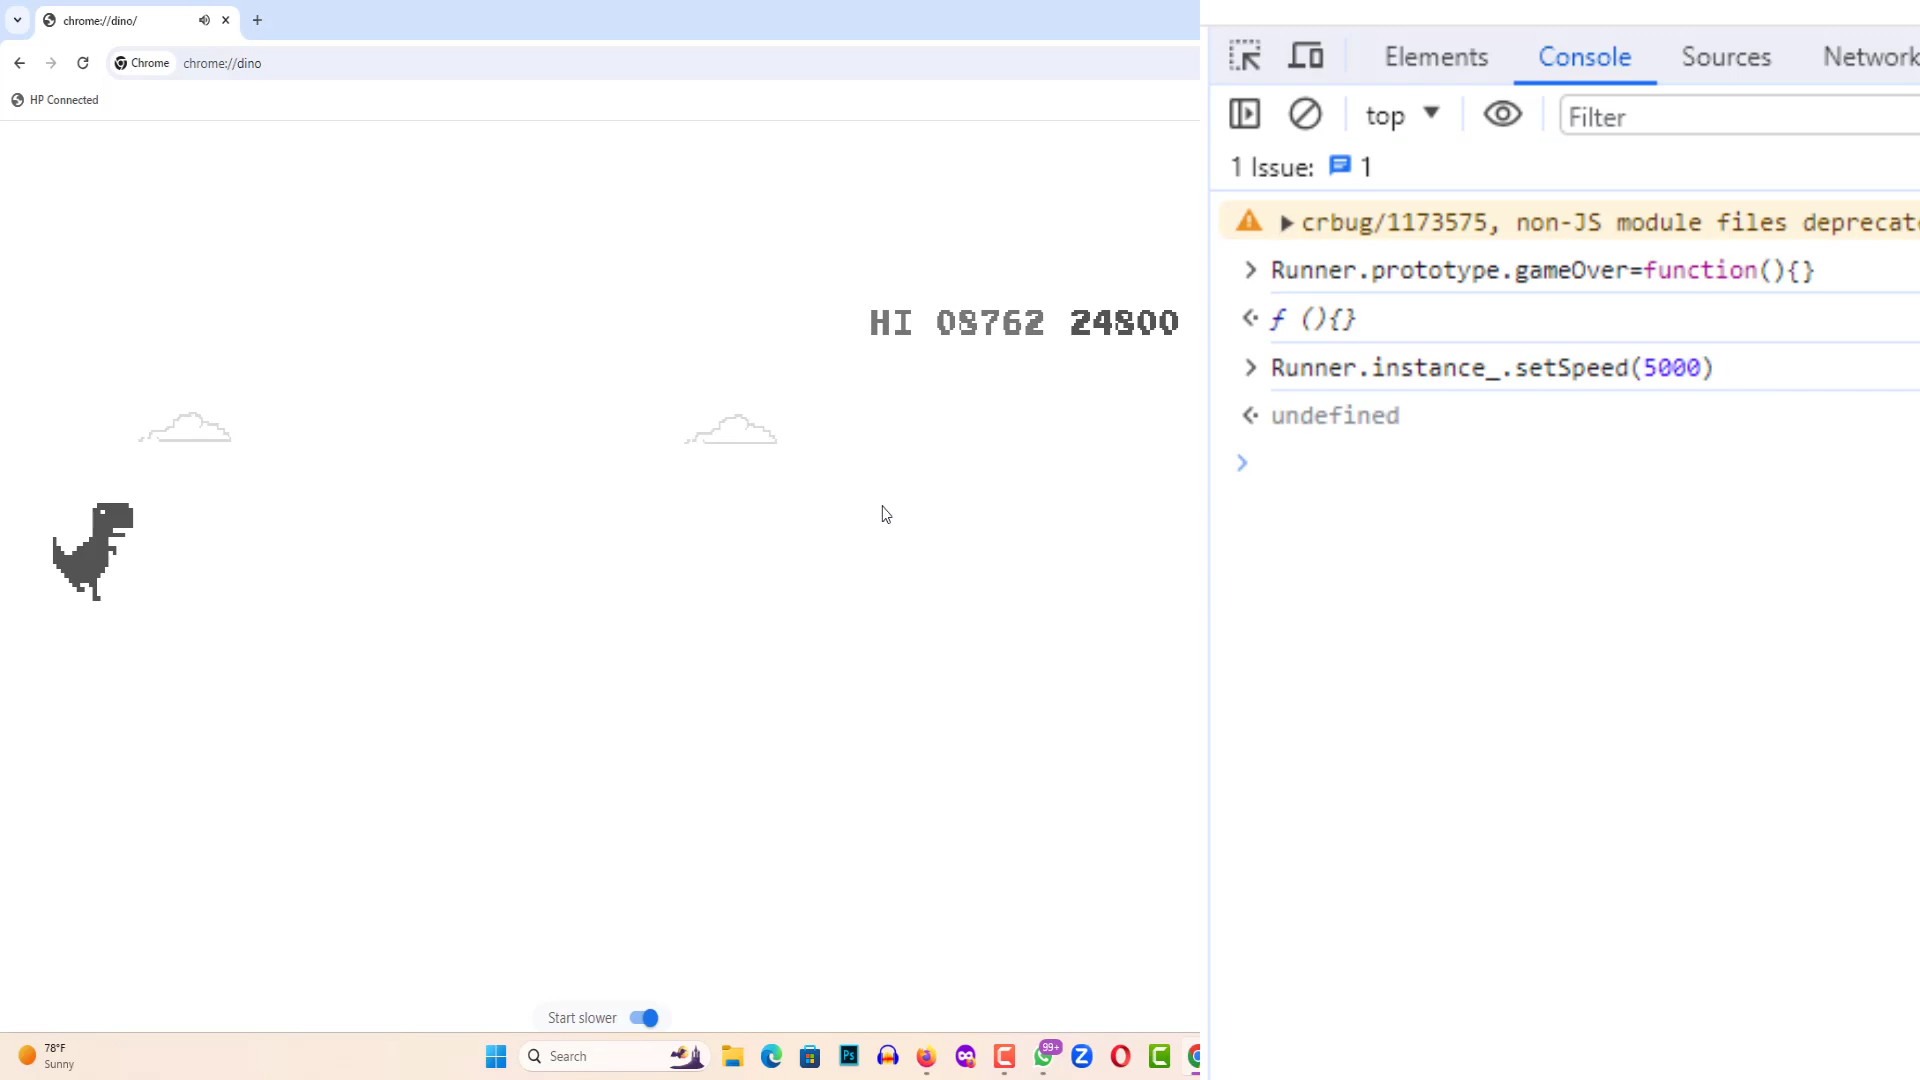 chrome://dino/
Chrome chrome://dino
HP Connected
HI 08762 24800
Start slower
78°F
Sunny
Search
Ps
99+
Elements Console Sources Network
top Filter
1 Issue: 1
crbug/1173575, non-JS module files deprecate
Runner.prototype.gameOver=function(){}
ƒ (){}
Runner.instance_.setSpeed(5000)
undefined